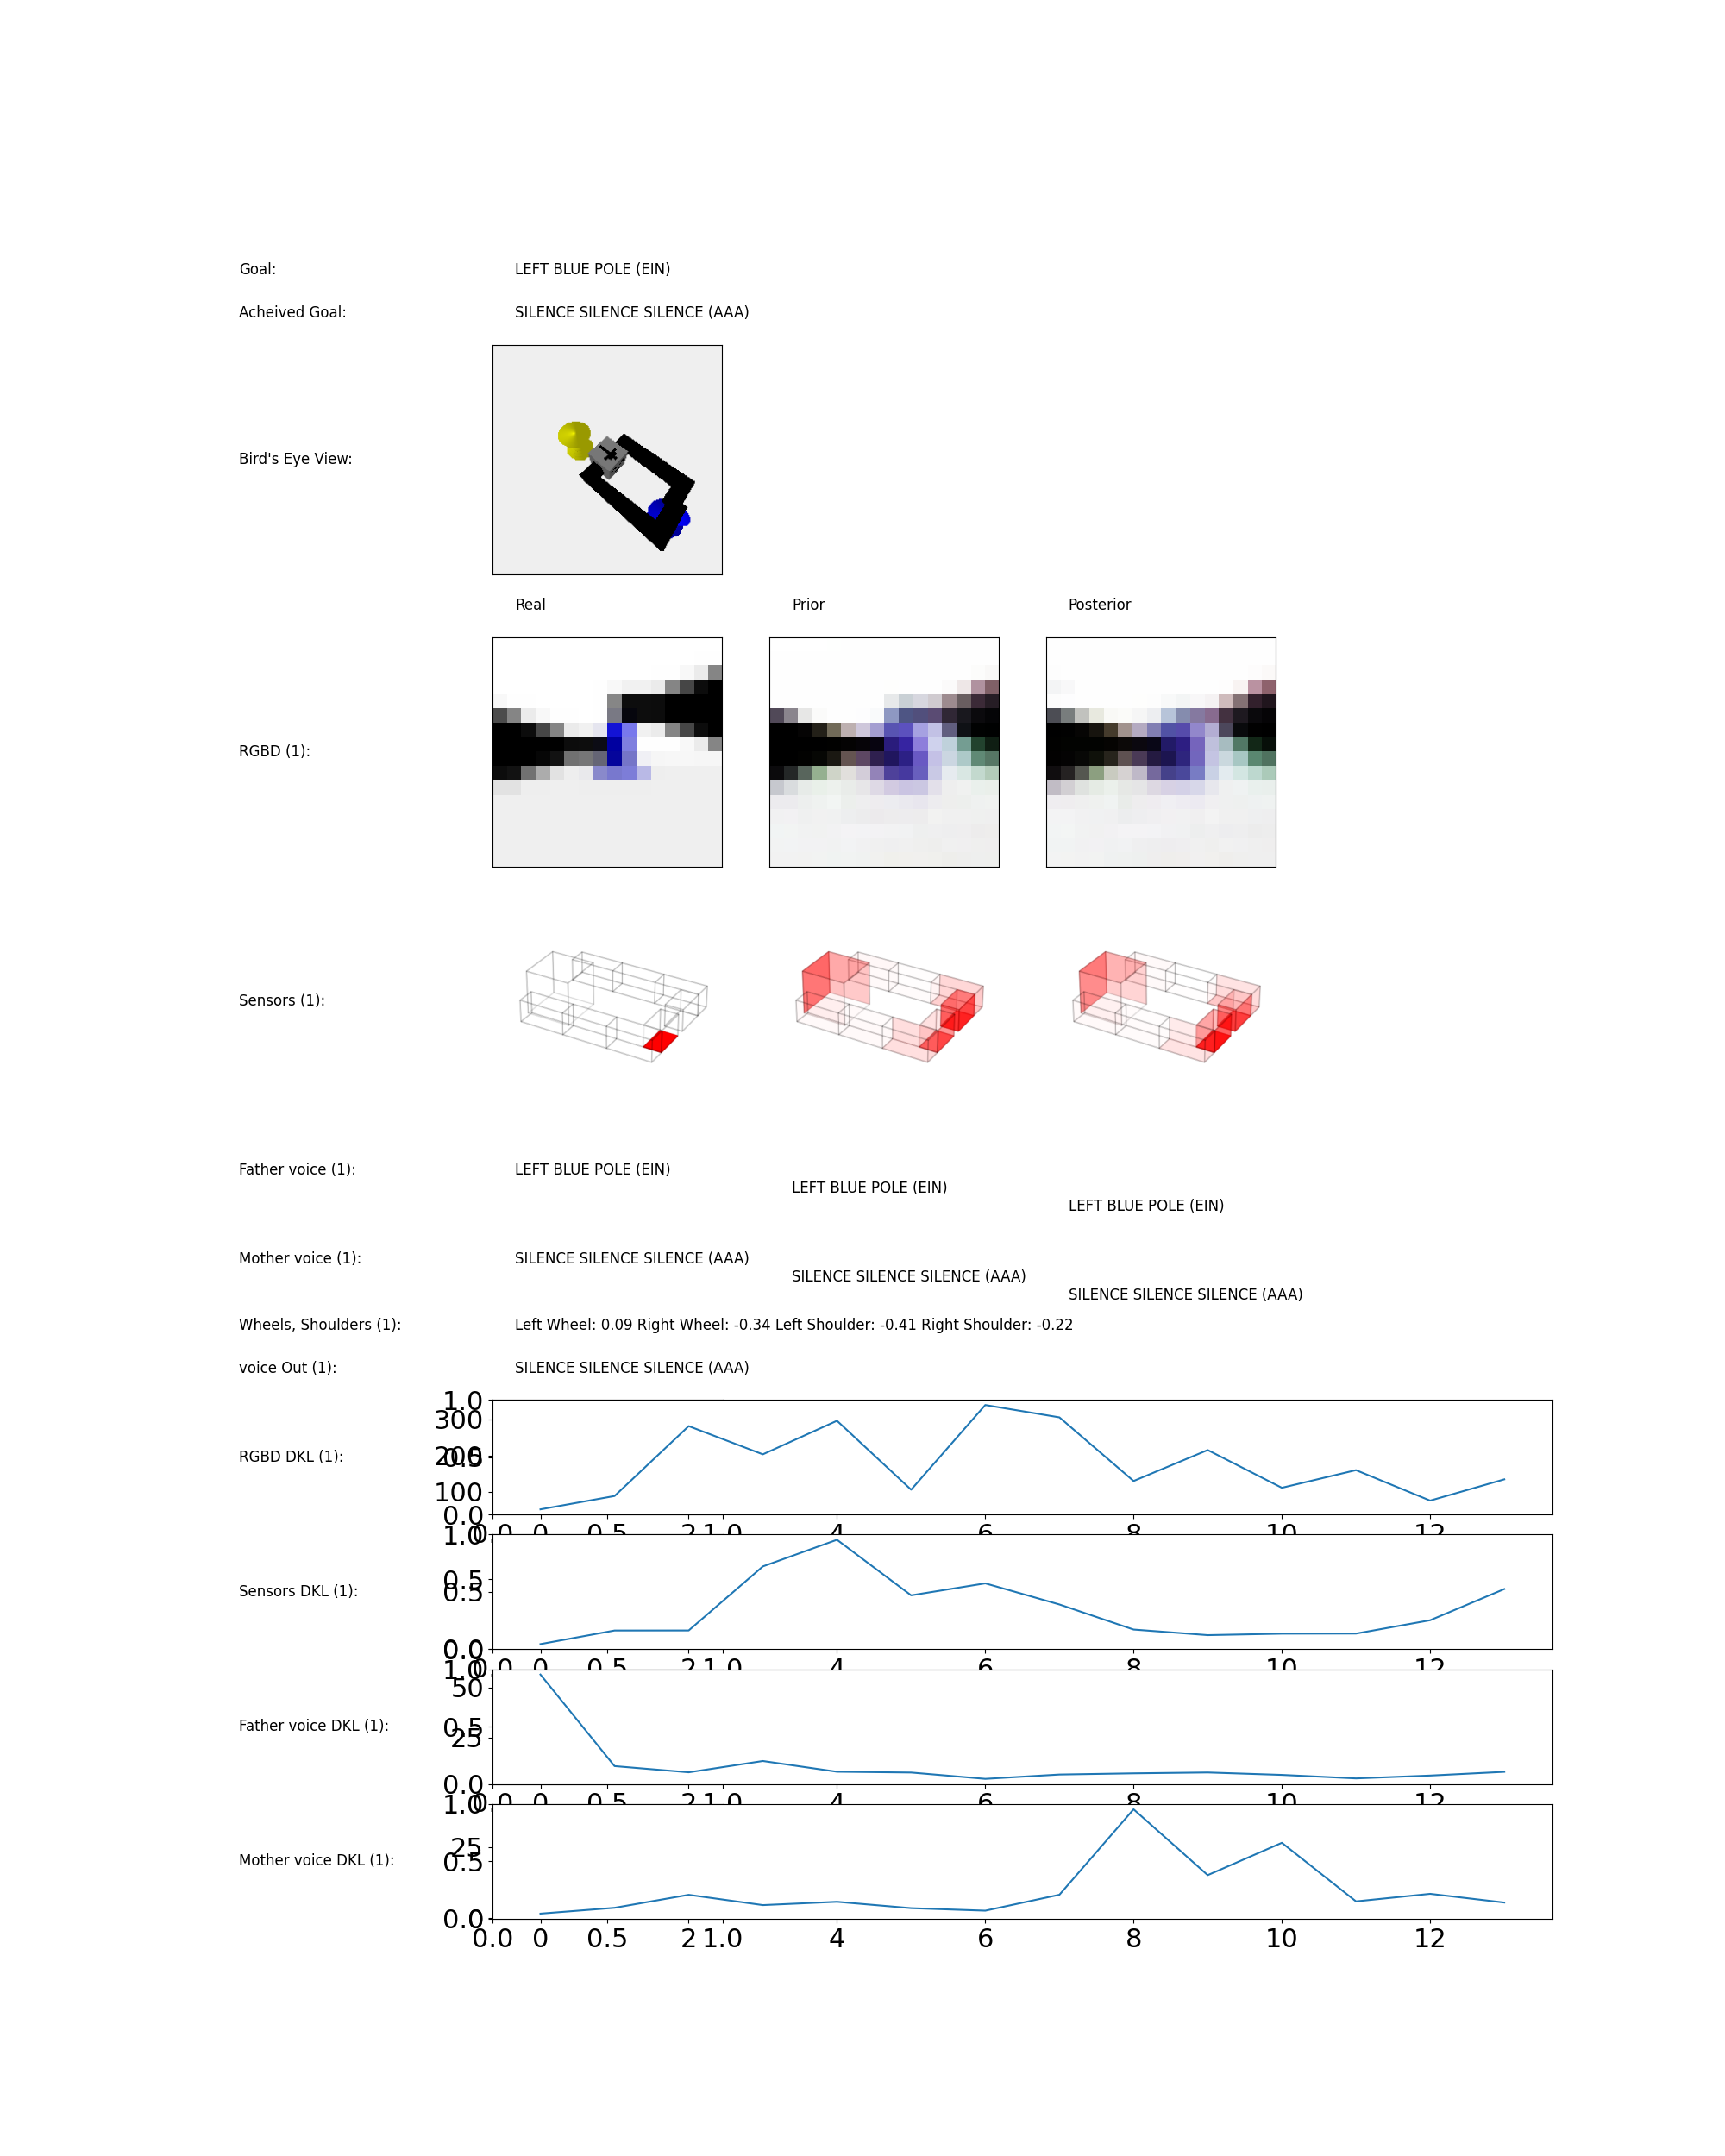 Goal: LEFT BLUE POLE (EIN)
Acheived Goal: SILENCE SILENCE SILENCE (AAA)
Bird's Eye View:
Real Prior Posterior
RGBD (1):
Sensors (1):
Father voice (1): LEFT BLUE POLE (EIN)
LEFT BLUE POLE (EIN)
LEFT BLUE POLE (EIN)
Mother voice (1): SILENCE SILENCE SILENCE (AAA)
SILENCE SILENCE SILENCE (AAA)
SILENCE SILENCE SILENCE (AAA)
Wheels, Shoulders (1): Left Wheel: 0.09 Right Wheel: -0.34 Left Shoulder: -0.41 Right Shoulder: -0.22
voice Out (1): SILENCE SILENCE SILENCE (AAA)
1.0
300
RGBD DKL (1): 200 0.5
100
0.0
0.0 0 0.5 2 1.0 4 6 8 10 12
1.0
0.5
Sensors DKL (1): 0.5
0.0 0.0
0.0 0 0.5 2 1.0 4 6 8 10 12
1.0
50
Father voice DKL (1): 0.5
25
0.0
0.0 0 0.5 2 1.0 4 6 8 10 12
1.0
25
Mother voice DKL (1): 0.5
0.0
0.0 0 0.5 2 1.0 4 6 8 10 12